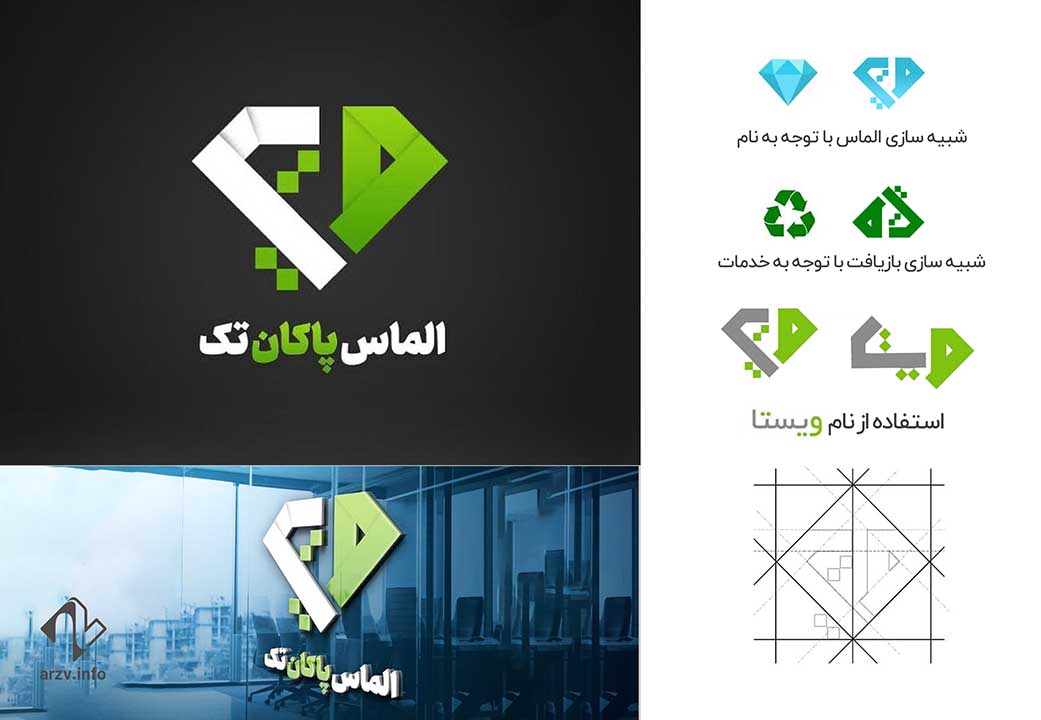 الماس پاکان تک
شبیه سازی الماس با توجه به نام
شبیه سازی بازیافت با توجه به خدمات
ویستا
استفاده از نام ویستا
الماس پاکان تک
arzv.info